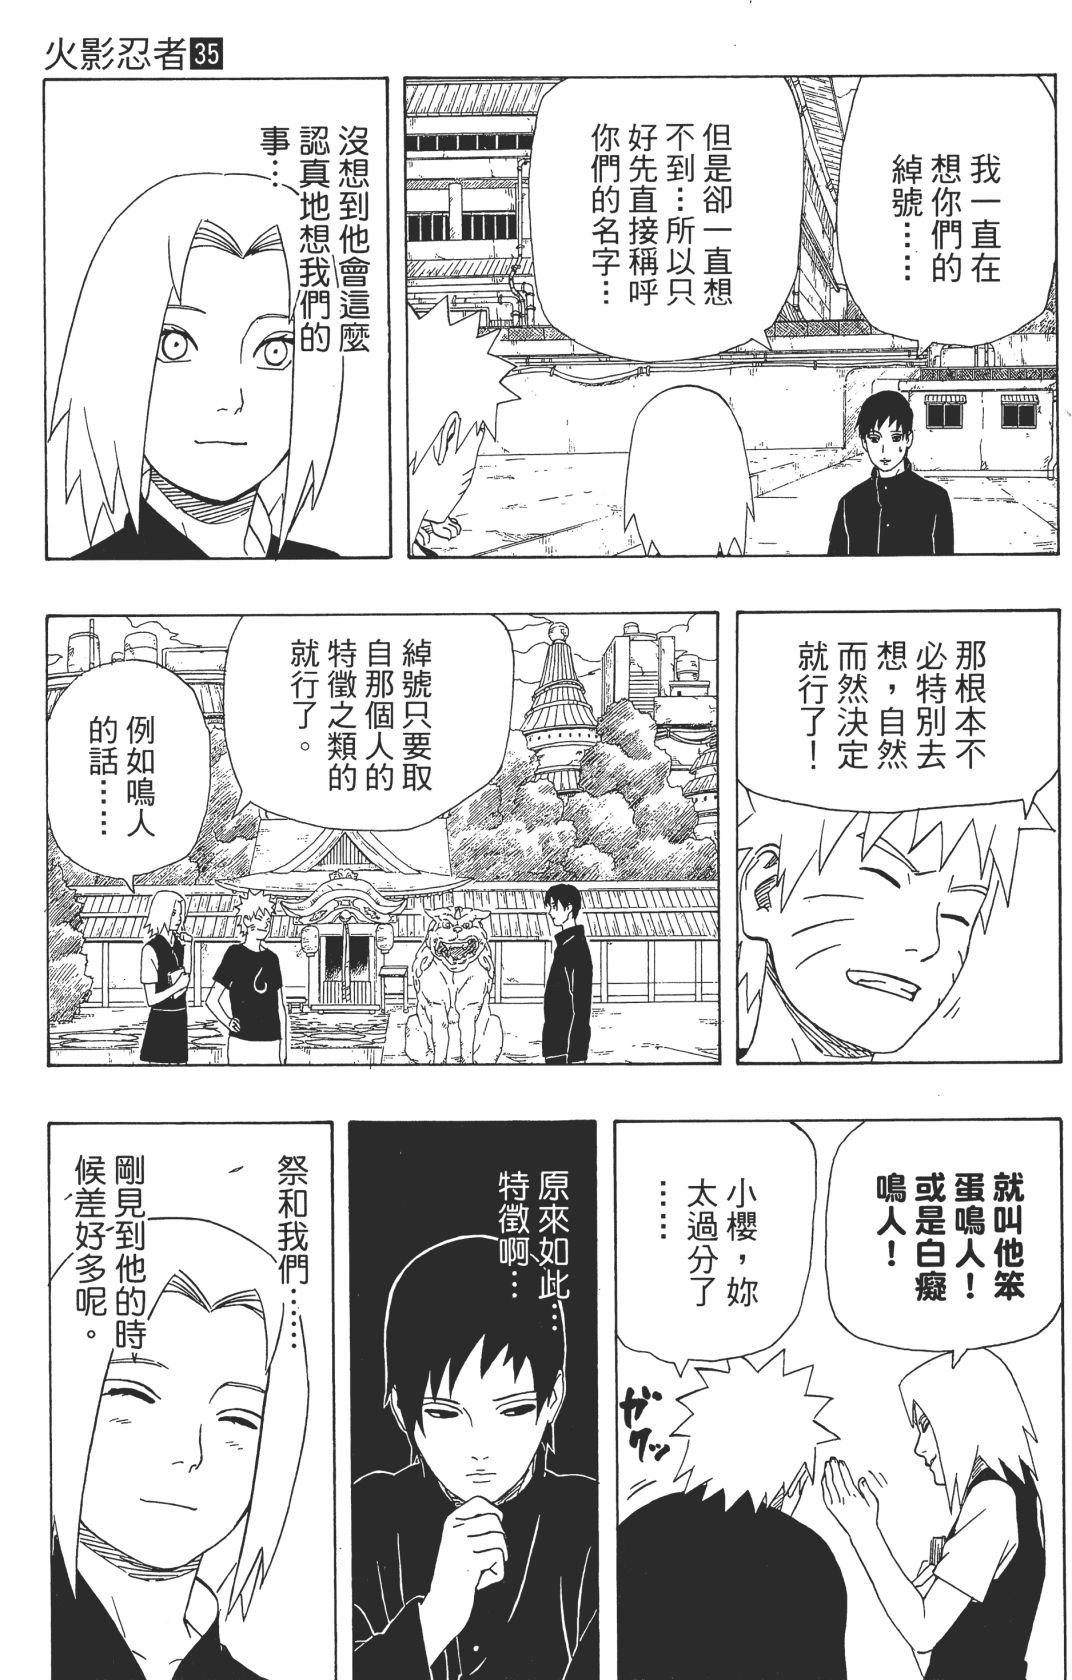 火影忍者35
我一直在
想你們的
綽號……
但是卻一直想
不到…所以只
好先直接稱呼
你們的名字…
沒想到他會這麼
認真地想我們的
事…
那根本不
必特別去
想，自然
而然決定
就行了！
綽號只要取
自那個人的
特徵之類的
就行了。
例如鳴人
的話……
就叫他笨
蛋鳴人！
或是白癡
鳴人！
小櫻，妳
太過分了
……
ガクッ
原來如此…
特徵啊…
祭和我們……
剛見到他的時
候差好多呢。